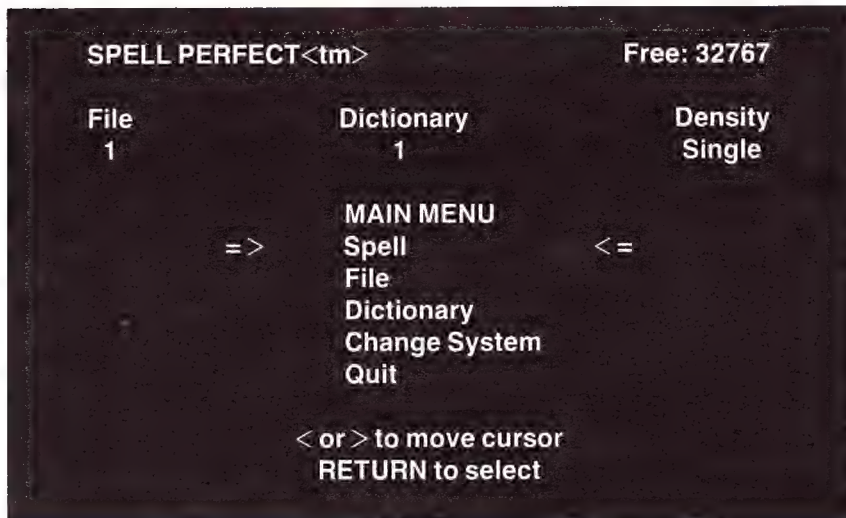 SPELL PERFECT<tm> Free: 32767
File Dictionary Density
1 1 Single
MAIN MENU
=> Spell <=
File
Dictionary
Change System
Quit
< or > to move cursor
RETURN to select